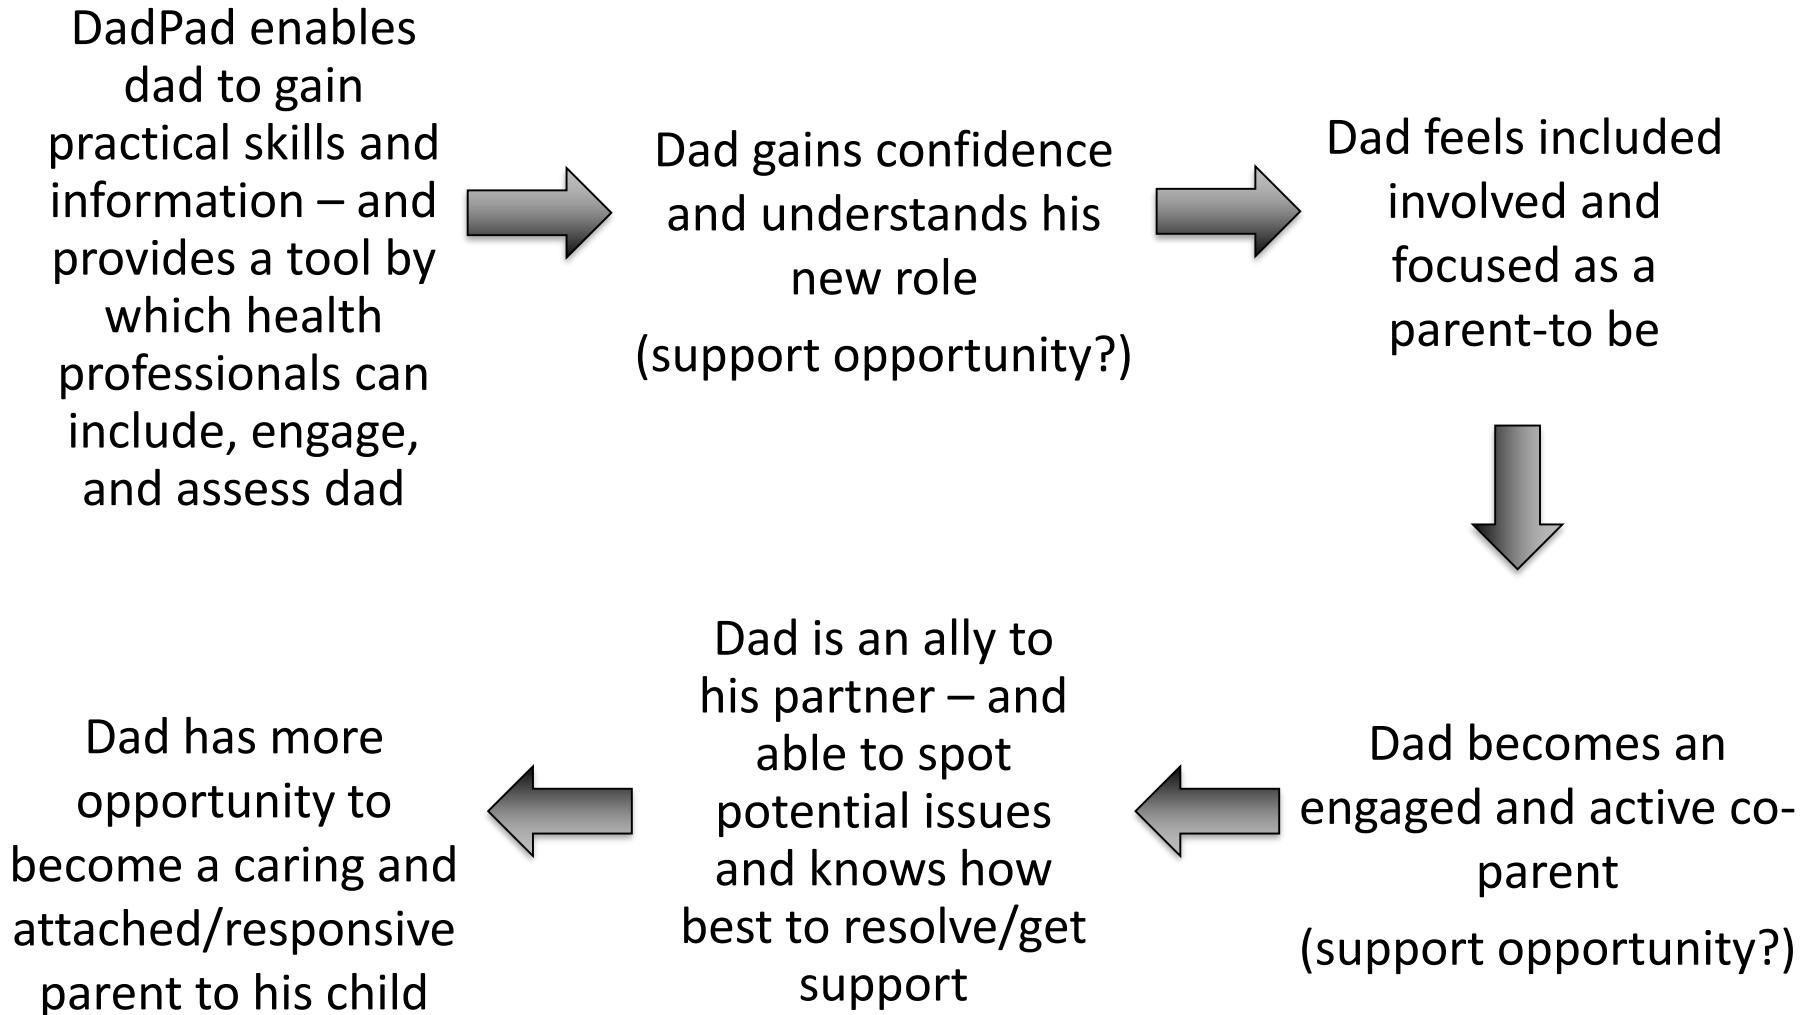 DadPad enables
dad to gain
practical skills and
information – and
provides a tool by
which health
professionals can
include, engage,
and assess dad
Dad gains confidence
and understands his
new role
(support opportunity?)
Dad feels included
involved and
focused as a
parent-to be
Dad becomes an
engaged and active co-
parent
(support opportunity?)
Dad is an ally to
his partner – and
able to spot
potential issues
and knows how
best to resolve/get
support
Dad has more
opportunity to
become a caring and
attached/responsive
parent to his child